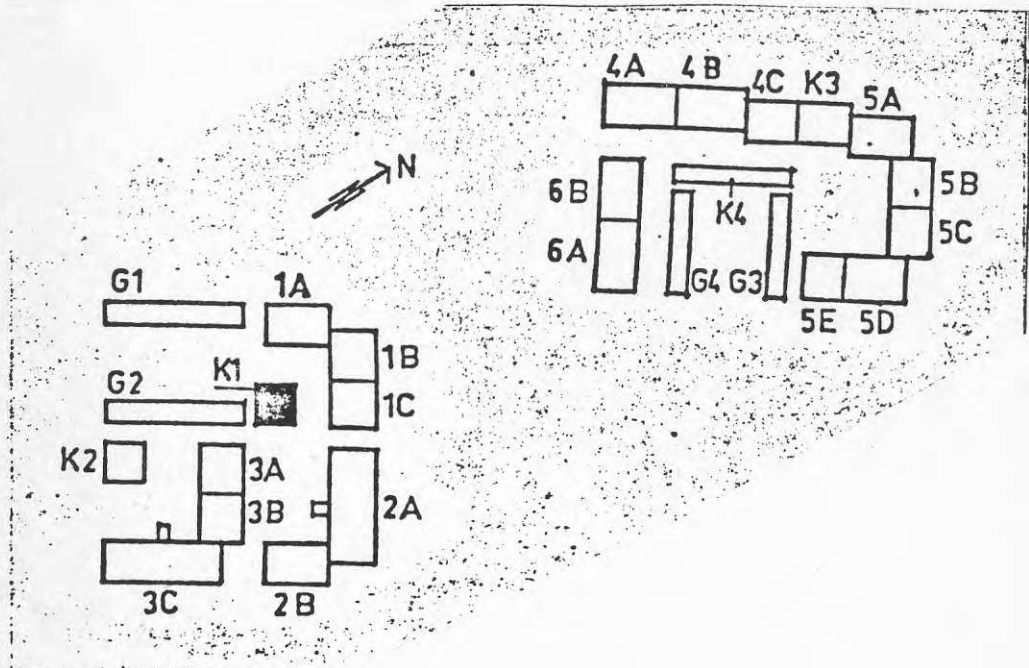 4A 4B 4C K3 5A
N
6B K4 5B
6A 5C
G4 G3
5E 5D
G1 1A
1B
K1
G2 1C
K2 3A
3B 2A
3C 2B